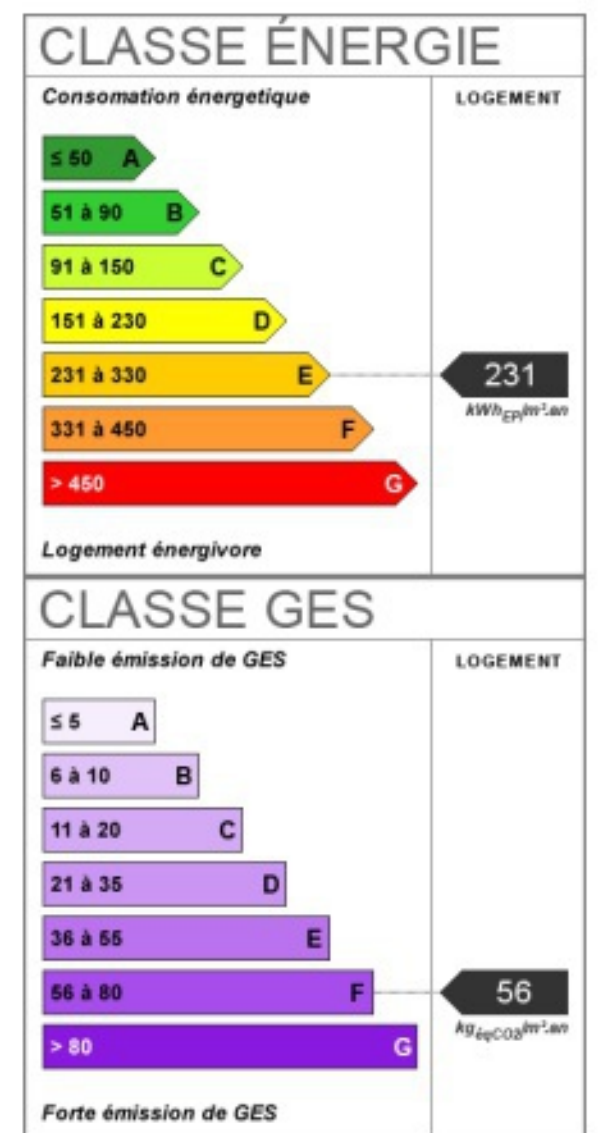 CLASSE ÉNERGIE
Consomation énergetique
LOGEMENT
≤ 50 A
51 à 90 B
91 à 150 C
151 à 230 D
231 à 330 E
231
kWhEP/m².an
331 à 450 F
> 450 G
Logement énergivore
CLASSE GES
Faible émission de GES
LOGEMENT
≤ 5 A
6 à 10 B
11 à 20 C
21 à 35 D
36 à 55 E
56 à 80 F
56
kgéqCO2/m².an
> 80 G
Forte émission de GES